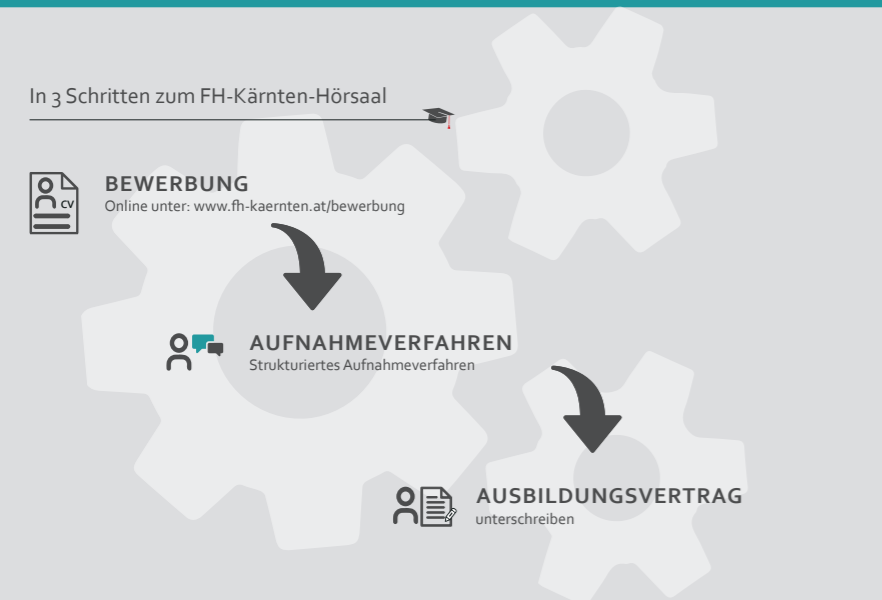 In 3 Schritten zum FH-Kärnten-Hörsaal
BEWERBUNG
Online unter: www.fh-kaernten.at/bewerbung
CV
AUFNAHMEVERFAHREN
Strukturiertes Aufnahmeverfahren
AUSBILDUNGSVERTRAG
unterschreiben